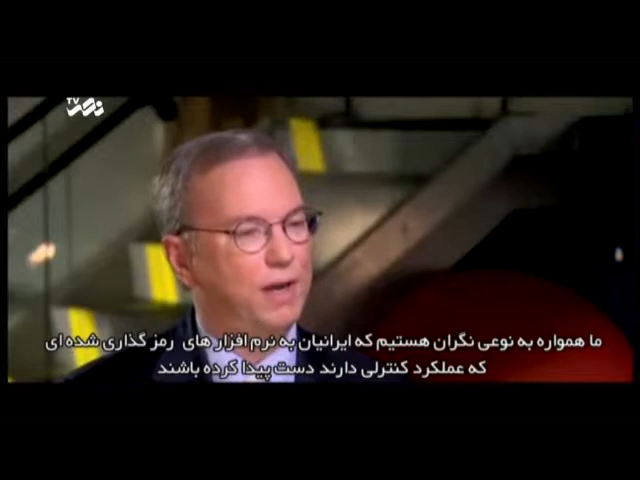 TV
ما همواره به نوعی نگران هستیم که ایرانیان به نرم افزار های رمز گذاری شده ای
که عملکرد کنترلی دارند دست پیدا کرده باشند